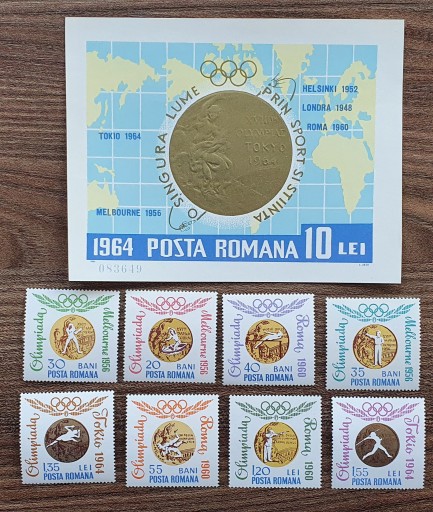 HELSINKI 1952
LONDRA 1948
ROMA 1960
TOKIO 1964
MELBOURNE 1956
O SINGURA LUME PRIN SPORT SI STIINTA
TOKYO
1964
1964 POSTA ROMANA 10 LEI
083649
Olimpiada Melbourne 1956
30 BANI
POSTA ROMANA
Olimpiada Melbourne 1956
20 BANI
POSTA ROMANA
Olimpiada Roma 1960
40 BANI
POSTA ROMANA
Olimpiada Melbourne 1956
35 BANI
POSTA ROMANA
Olimpiada Tokio 1964
1.35 LEI
POSTA ROMANA
Olimpiada Roma 1960
55 BANI
POSTA ROMANA
Olimpiada Roma 1960
1.20 LEI
POSTA ROMANA
Olimpiada Tokio 1964
1.55 LEI
POSTA ROMANA